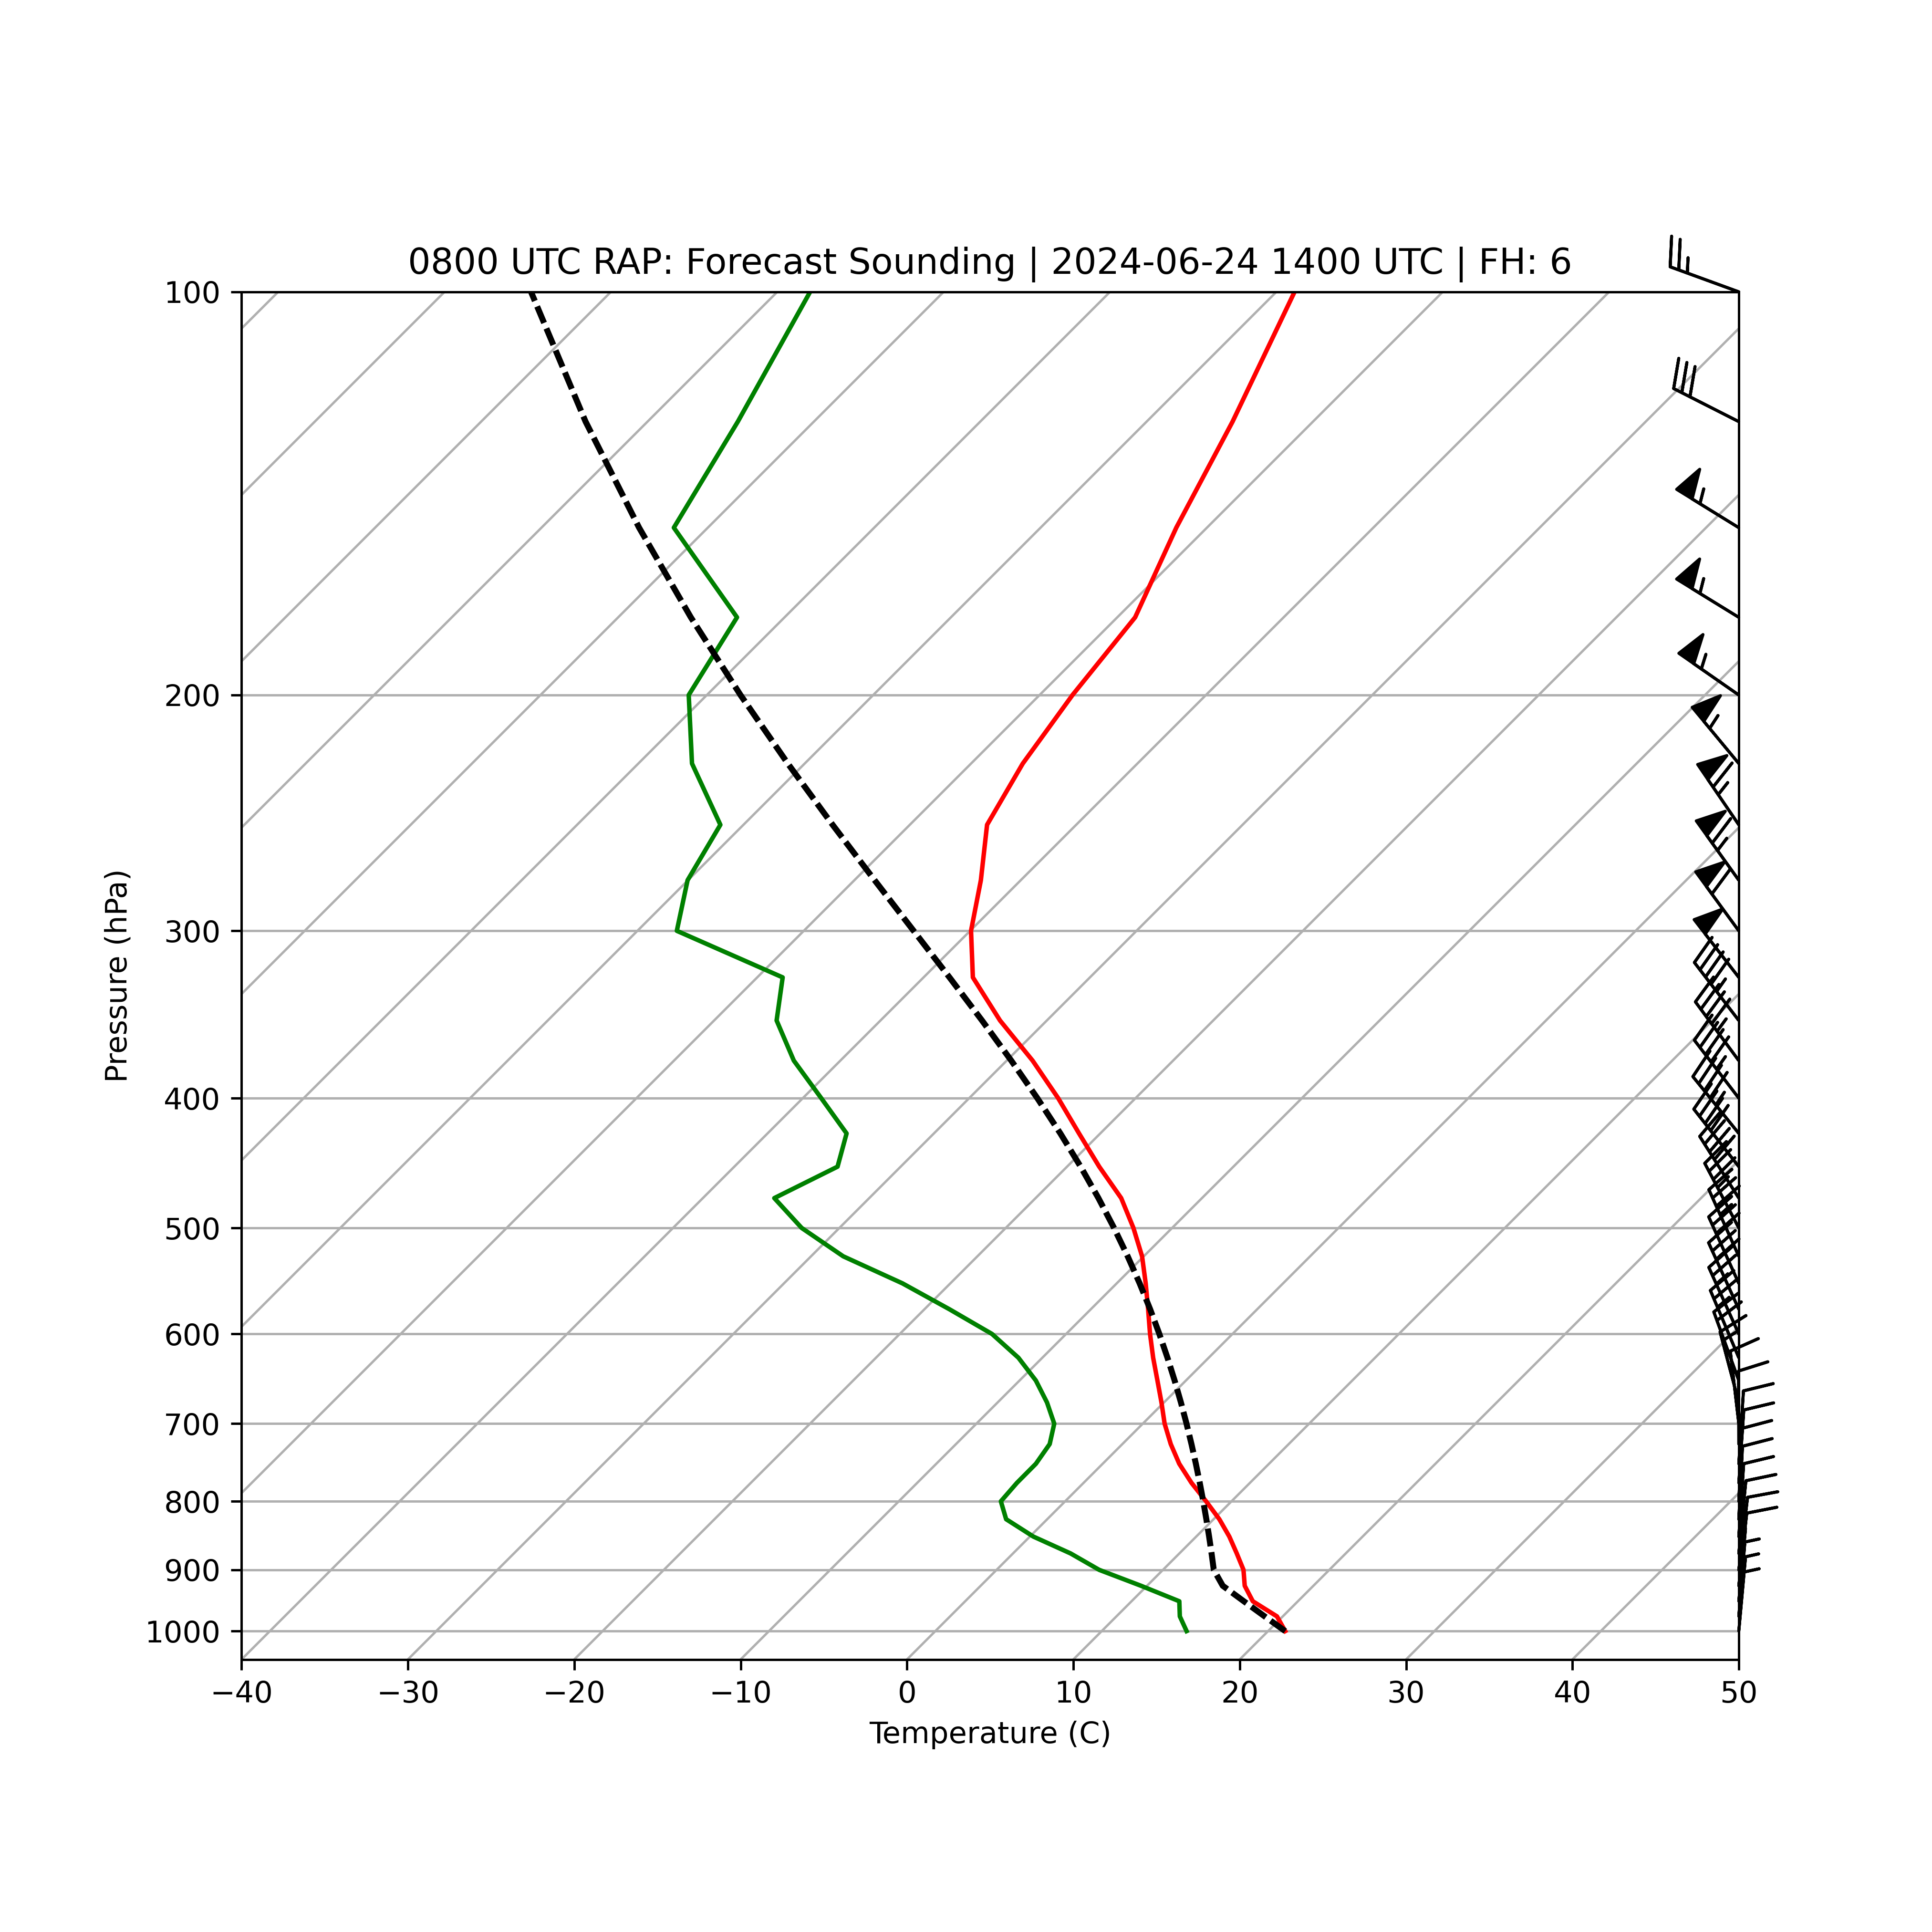 0800 UTC RAP: Forecast Sounding | 2024-06-24 1400 UTC | FH: 6
100
200
300
400
500
600
700
800
900
1000
Pressure (hPa)
−40 −30 −20 −10 0 10 20 30 40 50
Temperature (C)